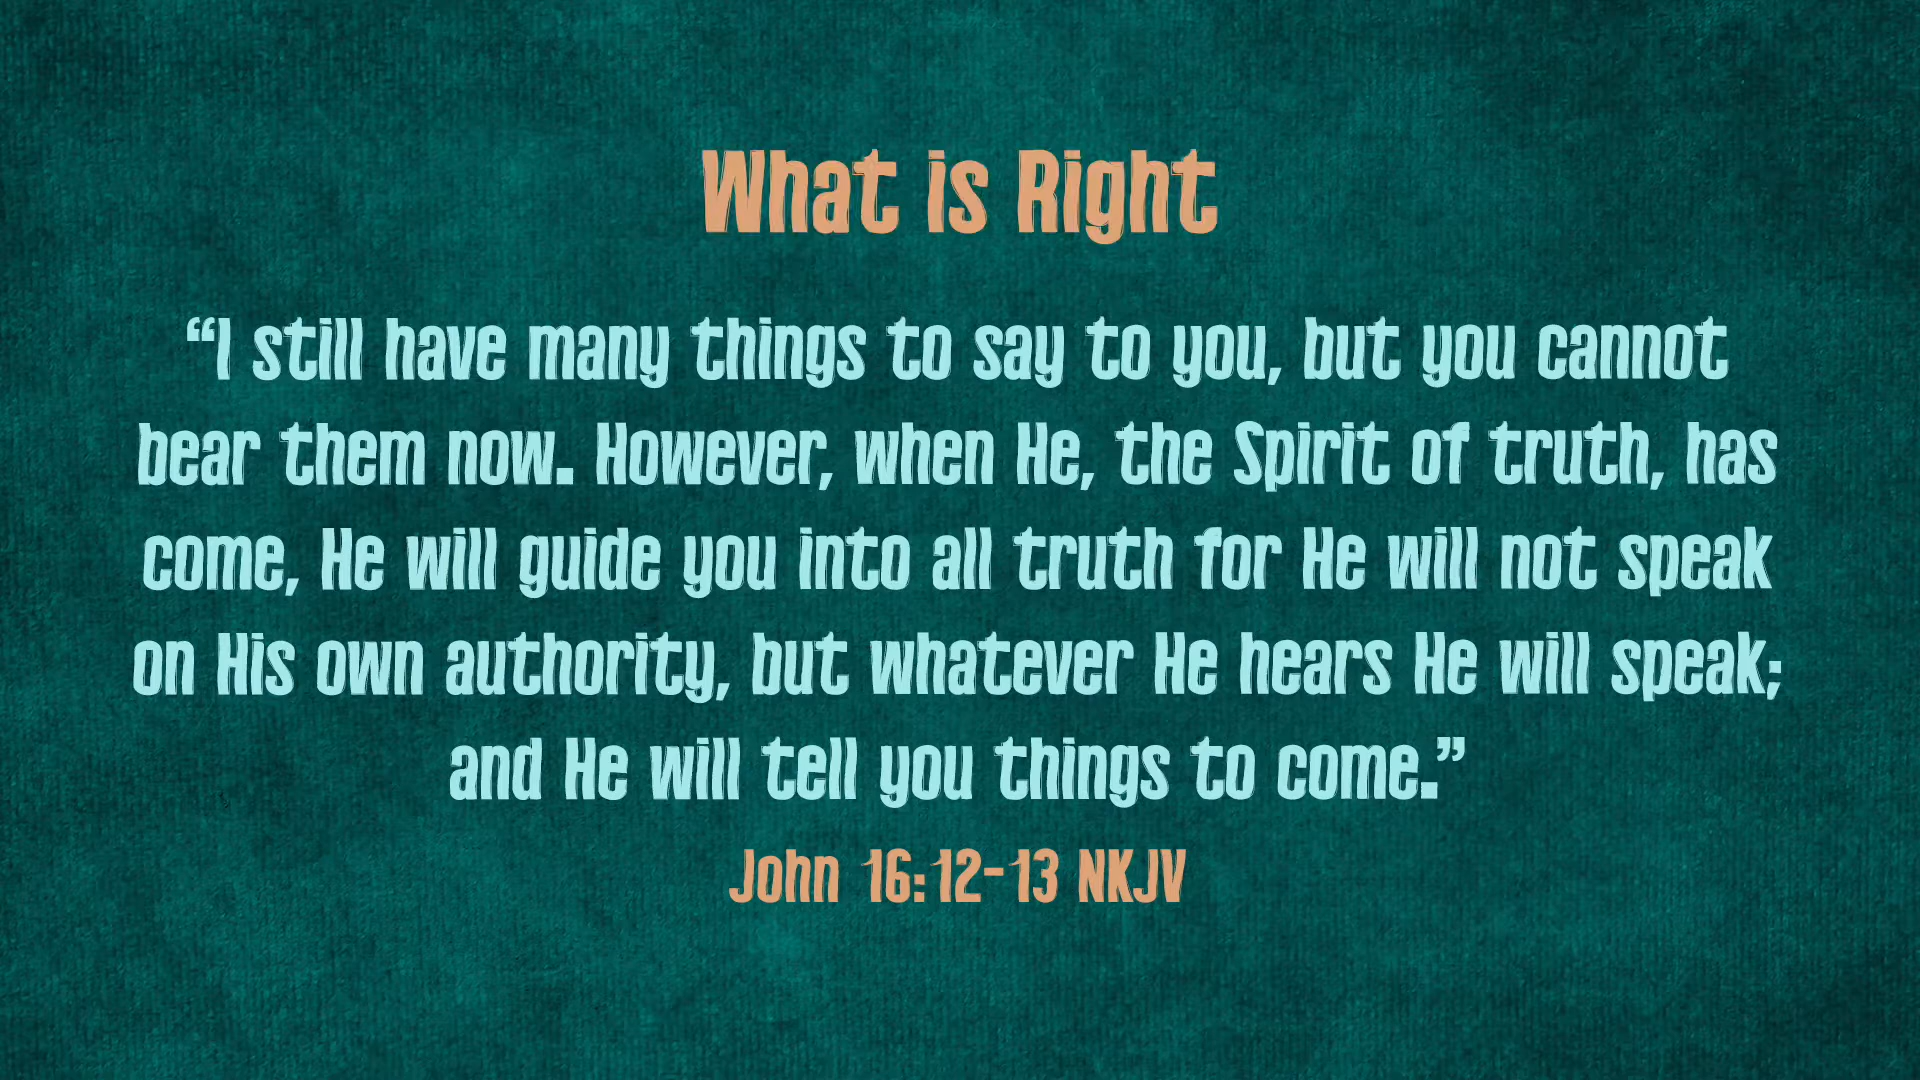 What is Right
“I still have many things to say to you, but you cannot
bear them now. However, when He, the Spirit of truth, has
come, He will guide you into all truth for He will not speak
on His own authority, but whatever He hears He will speak;
and He will tell you things to come.”
John 16:12-13 NKJV